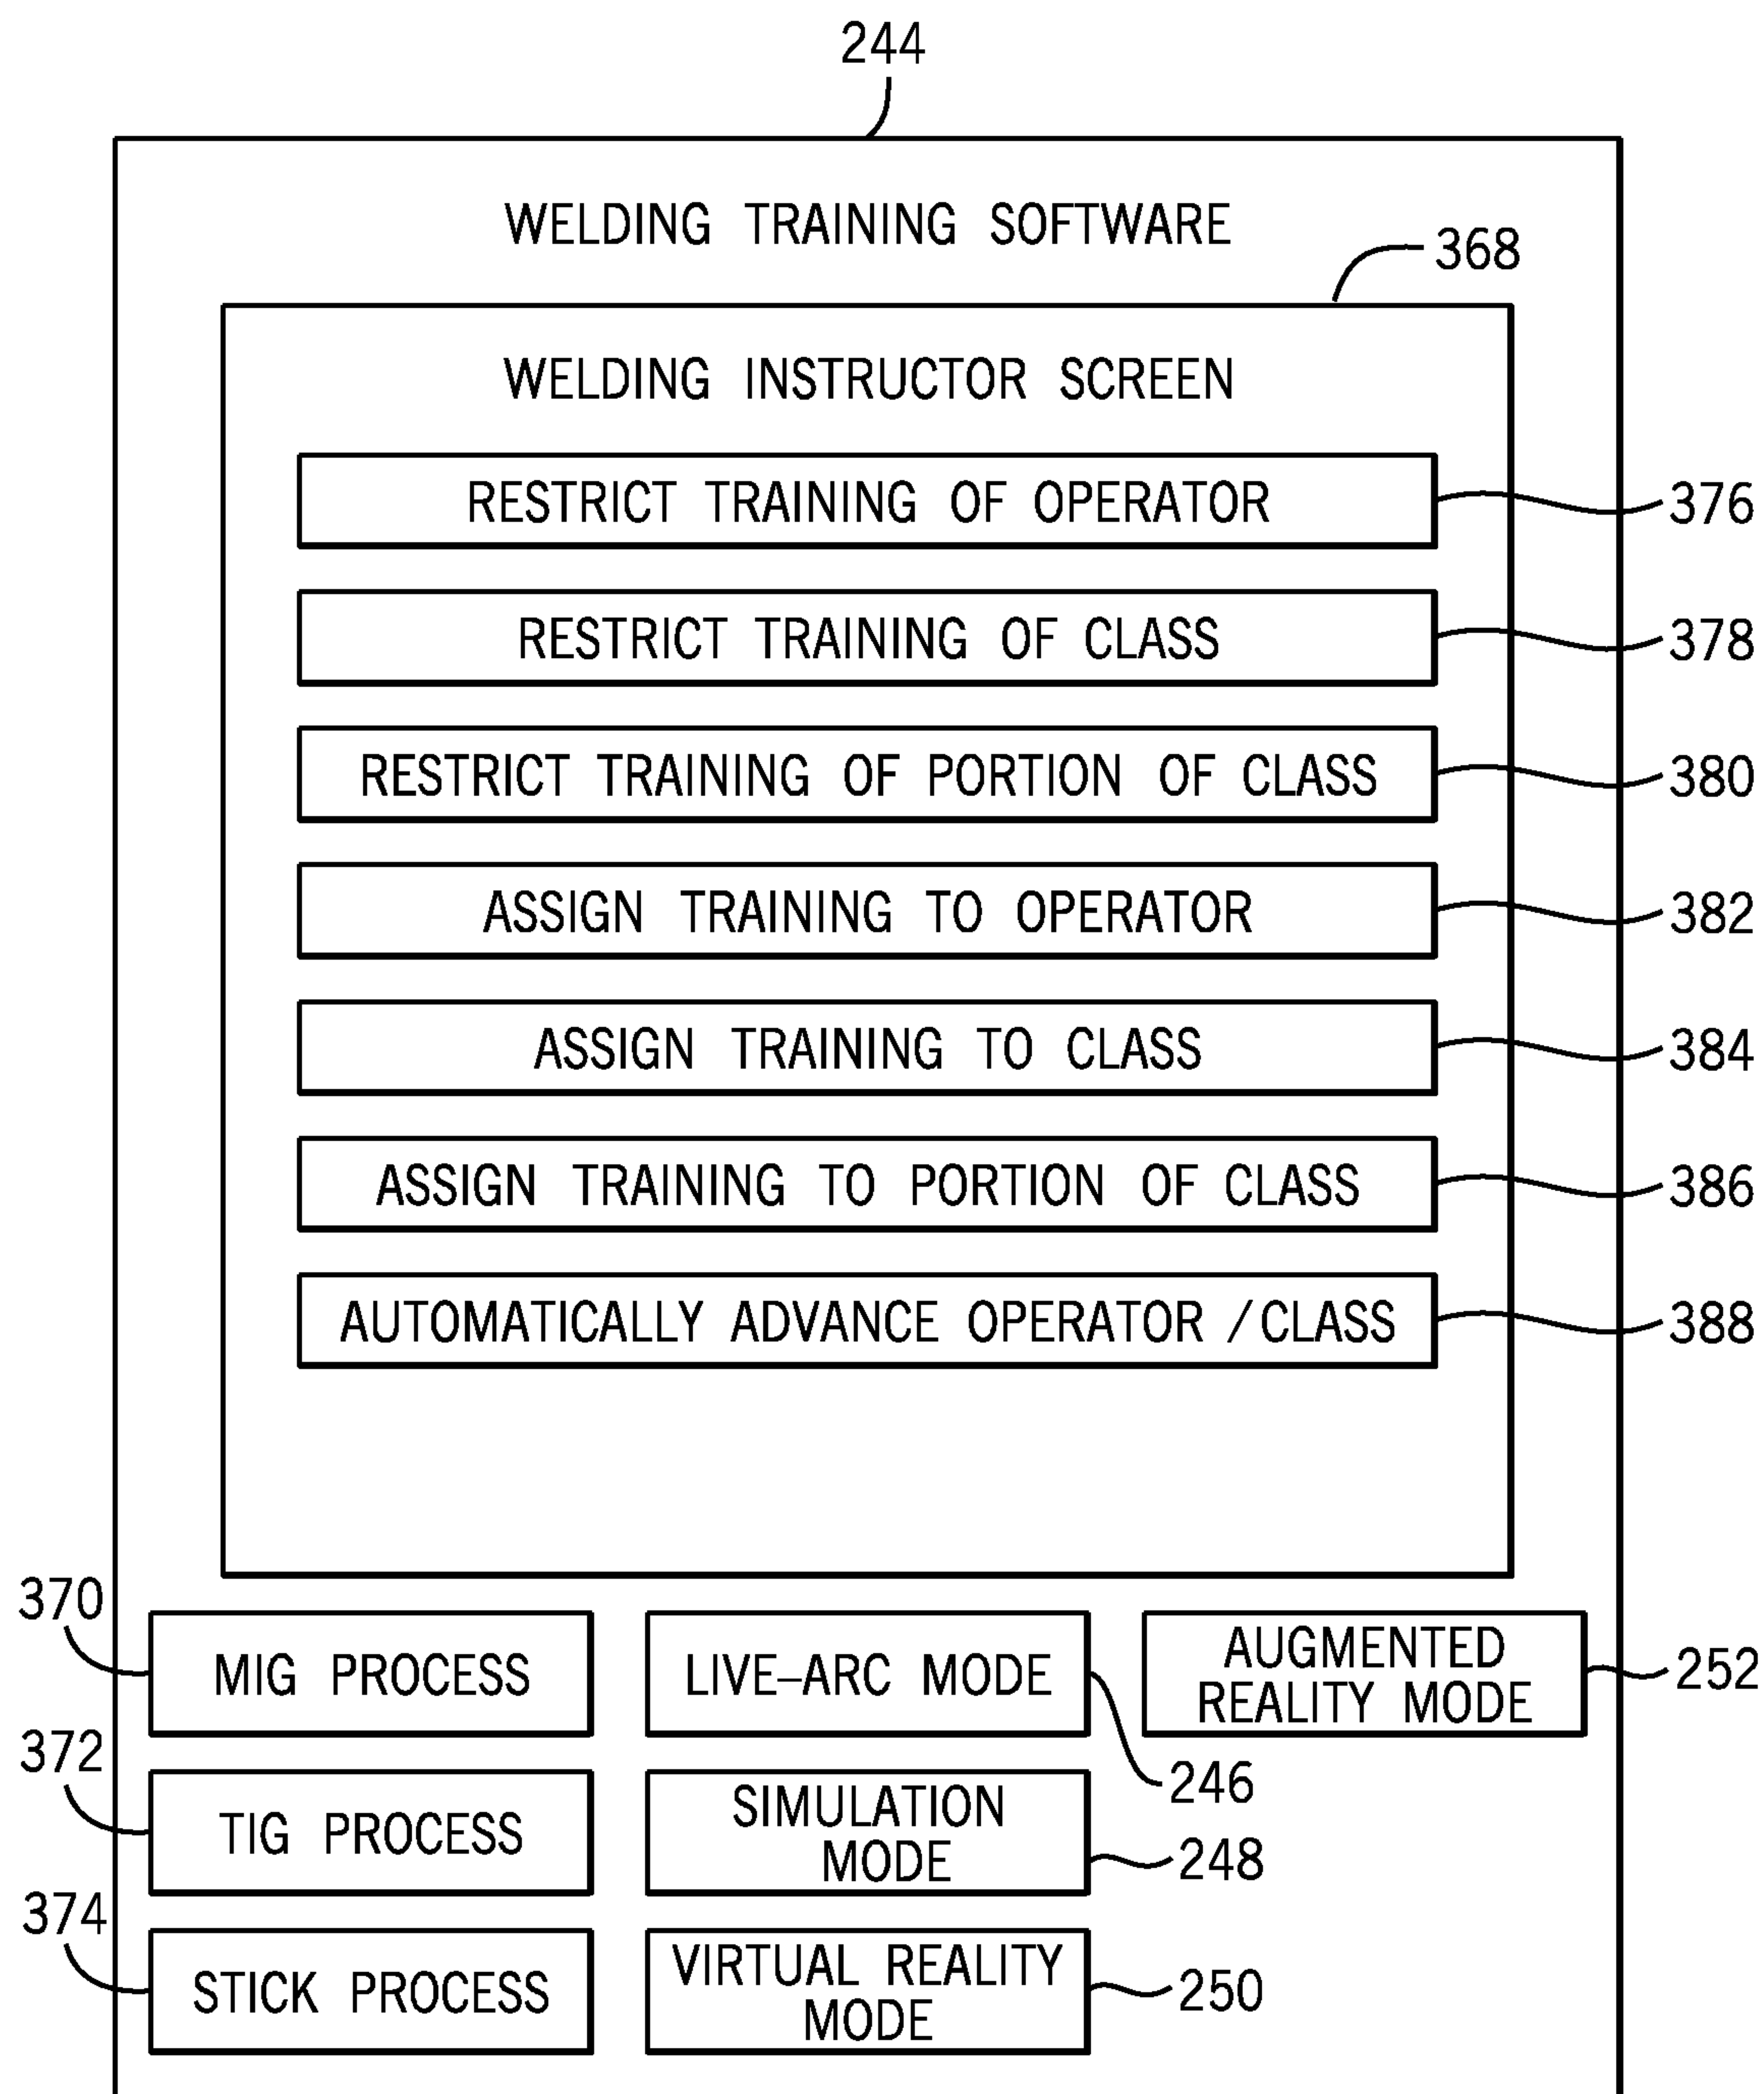 244
WELDING TRAINING SOFTWARE
368
WELDING INSTRUCTOR SCREEN
RESTRICT TRAINING OF OPERATOR
376
RESTRICT TRAINING OF CLASS
378
RESTRICT TRAINING OF PORTION OF CLASS
380
ASSIGN TRAINING TO OPERATOR
382
ASSIGN TRAINING TO CLASS
384
ASSIGN TRAINING TO PORTION OF CLASS
386
AUTOMATICALLY ADVANCE OPERATOR/CLASS
388
370
MIG PROCESS
LIVE-ARC MODE
246
AUGMENTED
REALITY MODE
252
372
TIG PROCESS
SIMULATION
MODE
248
374
STICK PROCESS
VIRTUAL REALITY
MODE
250